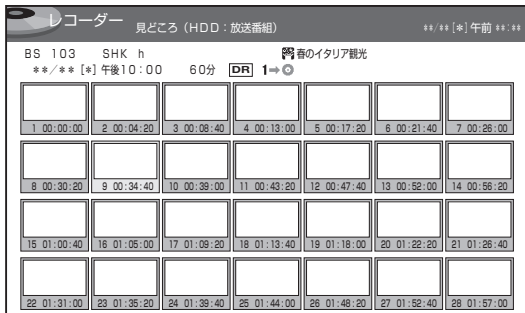 レコーダー 見どころ（HDD：放送番組） **/**[*]午前**:**
BS 103 SHK h 春のイタリア観光
**/**[*]午後10:00 60分 DR 1
1 00:00:00 2 00:04:20 3 00:08:40 4 00:13:00 5 00:17:20 6 00:21:40 7 00:26:00
8 00:30:20 9 00:34:40 10 00:39:00 11 00:43:20 12 00:47:40 13 00:52:00 14 00:56:20
15 01:00:40 16 01:05:00 17 01:09:20 18 01:13:40 19 01:18:00 20 01:22:20 21 01:26:40
22 01:31:00 23 01:35:20 24 01:39:40 25 01:44:00 26 01:48:20 27 01:52:40 28 01:57:00